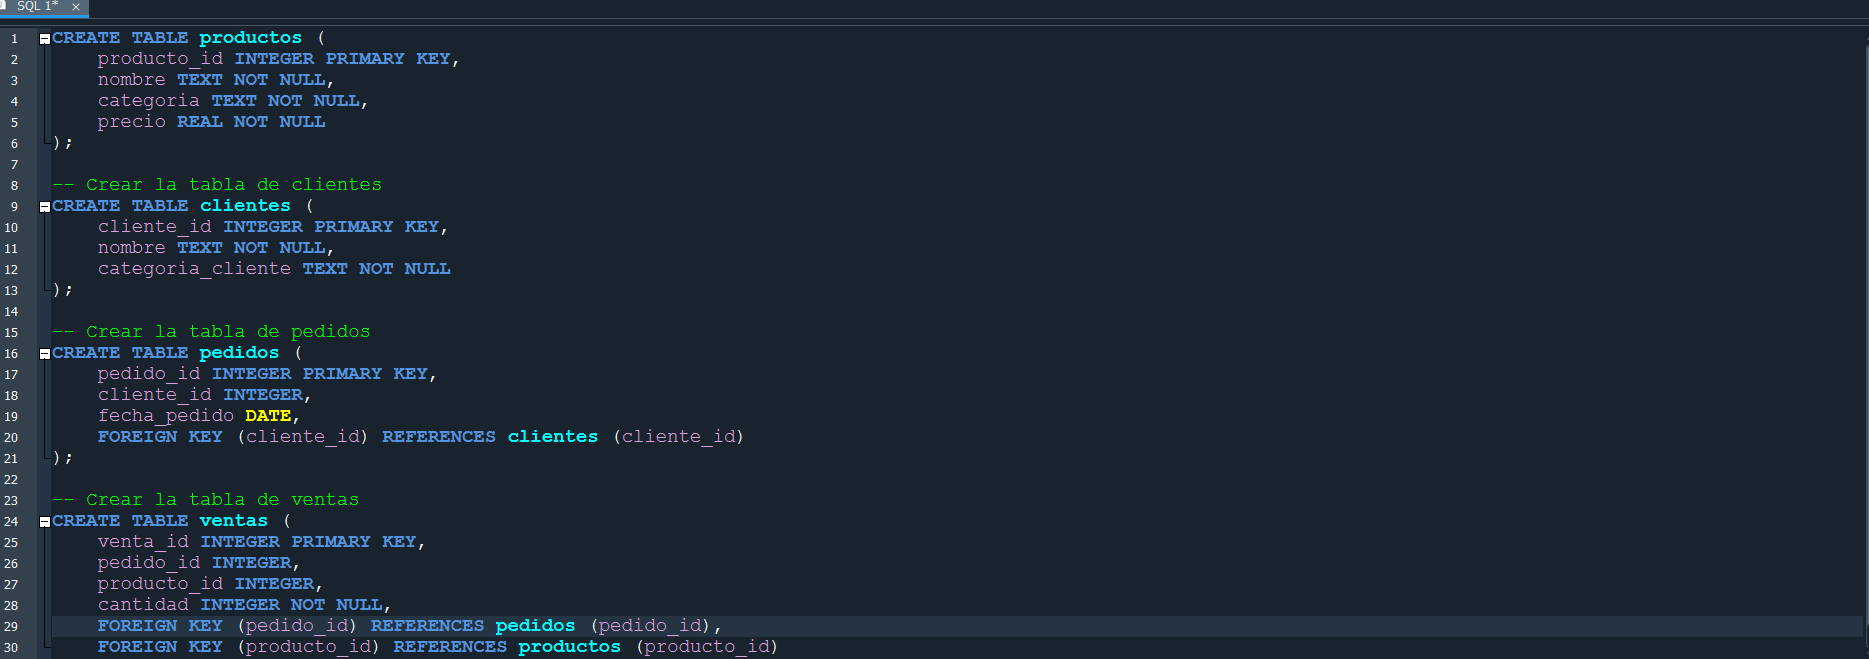 SQL 1* ×
1 CREATE TABLE productos (
2     producto_id INTEGER PRIMARY KEY,
3     nombre TEXT NOT NULL,
4     categoria TEXT NOT NULL,
5     precio REAL NOT NULL
6 );
7
8 -- Crear la tabla de clientes
9 CREATE TABLE clientes (
10     cliente_id INTEGER PRIMARY KEY,
11     nombre TEXT NOT NULL,
12     categoria_cliente TEXT NOT NULL
13 );
14
15 -- Crear la tabla de pedidos
16 CREATE TABLE pedidos (
17     pedido_id INTEGER PRIMARY KEY,
18     cliente_id INTEGER,
19     fecha_pedido DATE,
20     FOREIGN KEY (cliente_id) REFERENCES clientes (cliente_id)
21 );
22
23 -- Crear la tabla de ventas
24 CREATE TABLE ventas (
25     venta_id INTEGER PRIMARY KEY,
26     pedido_id INTEGER,
27     producto_id INTEGER,
28     cantidad INTEGER NOT NULL,
29     FOREIGN KEY (pedido_id) REFERENCES pedidos (pedido_id),
30     FOREIGN KEY (producto_id) REFERENCES productos (producto_id)